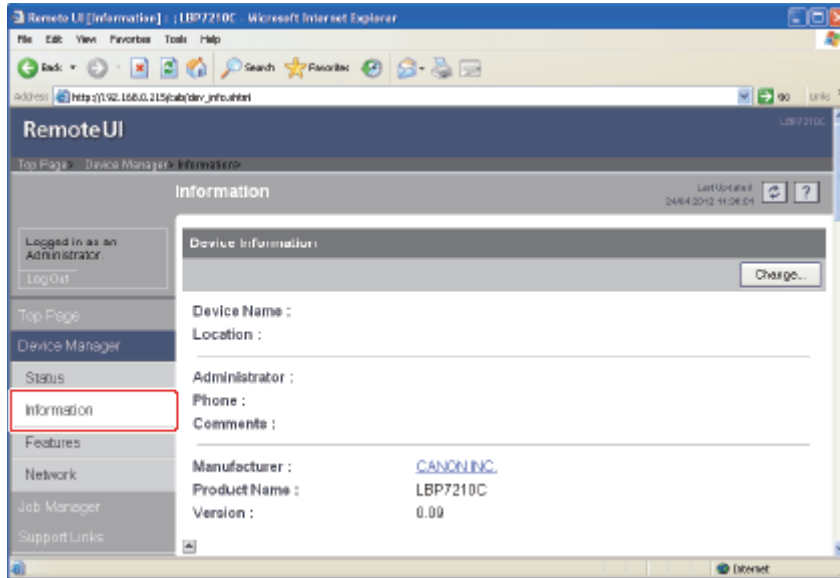 Remote UI [Information] : ; LBP7210C - Microsoft Internet Explorer
File Edit View Favorites Tools Help
Back Search Favorites
Address http://192.168.0.215/cab/dev_info.shtml Go Links
Remote UI LBP7210C
Top Page> Device Manager> Information>
Information Last Updated
24/04/2012
Logged in as an
Administrator.
Log Out
Device Information
Change...
Top Page
Device Manager
Status
Information
Features
Network
Job Manager
Support Links
Device Name :
Location :
Administrator :
Phone :
Comments :
Manufacturer : CANON INC.
Product Name : LBP7210C
Version : 0.09
Internet